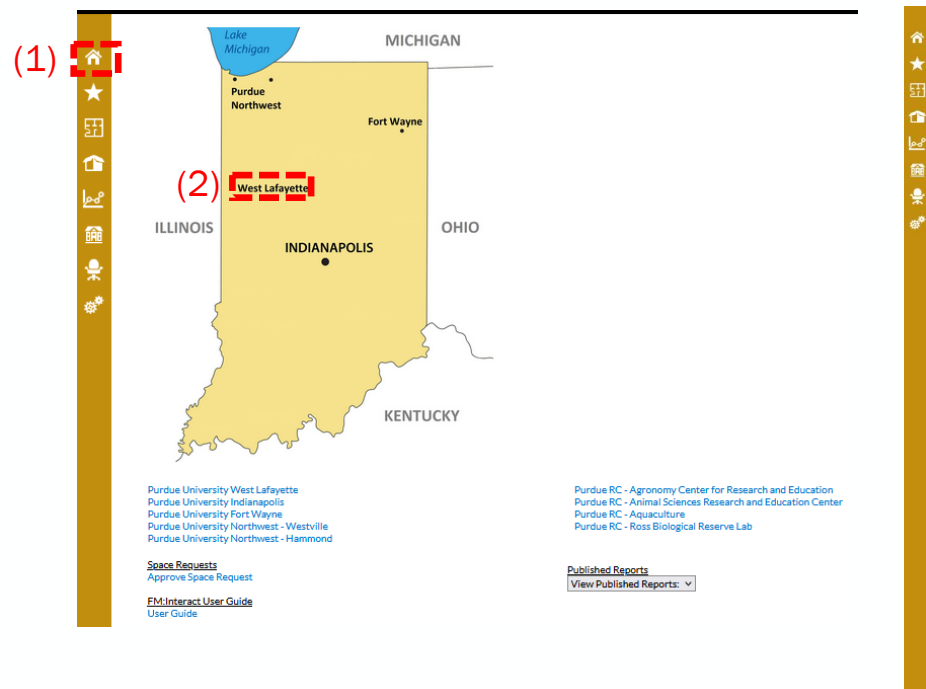 Lake
Michigan
MICHIGAN
(1)
Purdue
Northwest
Fort Wayne
(2)
West Lafayette
ILLINOIS
OHIO
INDIANAPOLIS
KENTUCKY
Purdue University West Lafayette
Purdue University Indianapolis
Purdue University Fort Wayne
Purdue University Northwest - Westville
Purdue University Northwest - Hammond
Purdue RC - Agronomy Center for Research and Education
Purdue RC - Animal Sciences Research and Education Center
Purdue RC - Aquaculture
Purdue RC - Ross Biological Reserve Lab
Space Requests
Approve Space Request
Published Reports
View Published Reports:
FM:Interact User Guide
User Guide